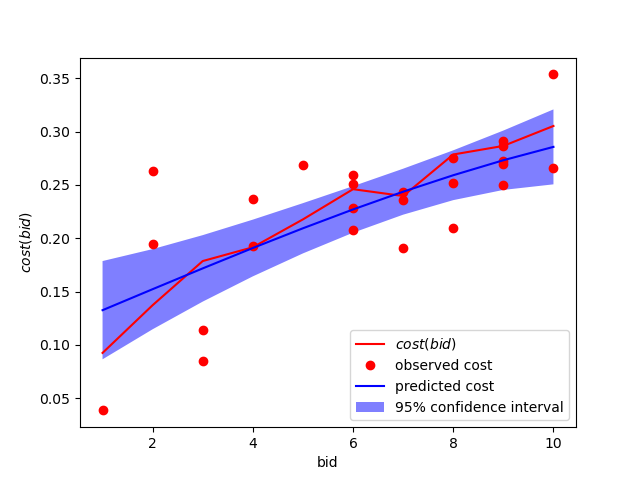 0.35
0.30
0.25
0.20
0.15
0.10
0.05
cost(bid)
2
4
6
8
10
bid
cost(bid)
observed cost
predicted cost
95% confidence interval